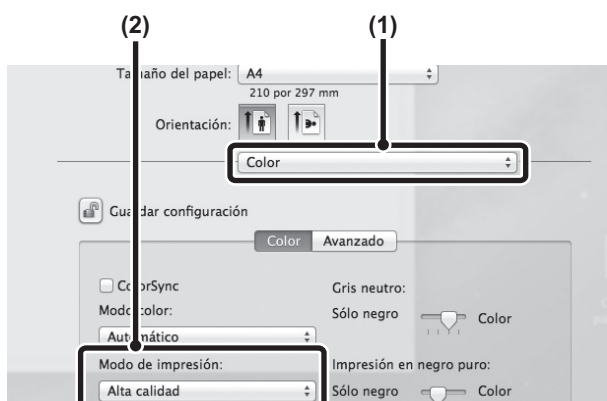 (2) (1)
Tamaño del papel: A4
210 por 297 mm
Orientación:
Color
Guardar configuración
Color Avanzado
ColorSync Gris neutro:
Modo color: Sólo negro Color
Automático
Modo de impresión: Impresión en negro puro:
Alta calidad Sólo negro Color